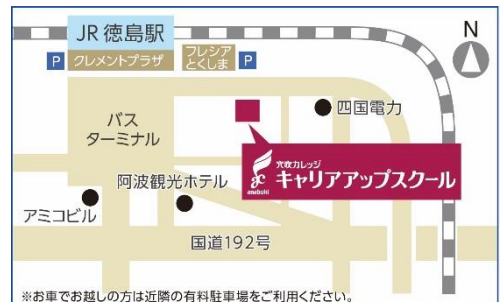 JR 徳島駅
N
P
クレメントプラザ
フレシア
とくしま
P
バス
ターミナル
四国電力
穴吹カレッジ
キャリアアップスクール
anabuki
阿波観光ホテル
アミコビル
国道192号
※お車でお越しの方は近隣の有料駐車場をご利用ください。